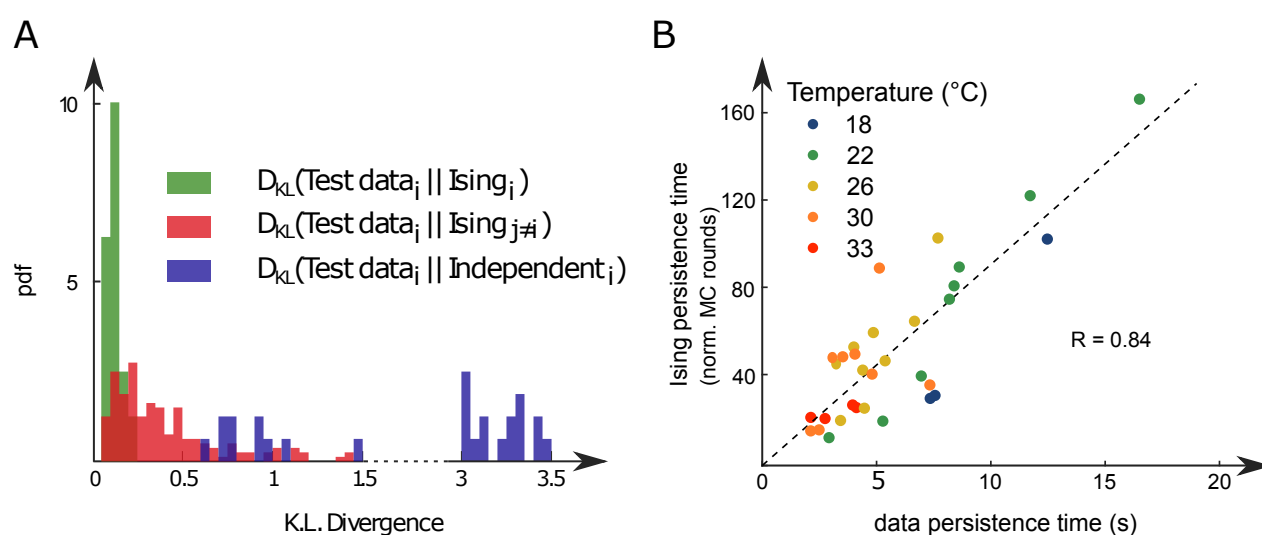 A
10
5
pdf
D_KL(Test data_i || Ising_i)
D_KL(Test data_i || Ising_j≠i)
D_KL(Test data_i || Independent_i)
0 0.5 1 1.5 3 3.5
K.L. Divergence
B
Temperature (°C)
18
22
26
30
33
160
120
80
40
Ising persistence time
(norm. MC rounds)
R = 0.84
0 5 10 15 20
data persistence time (s)